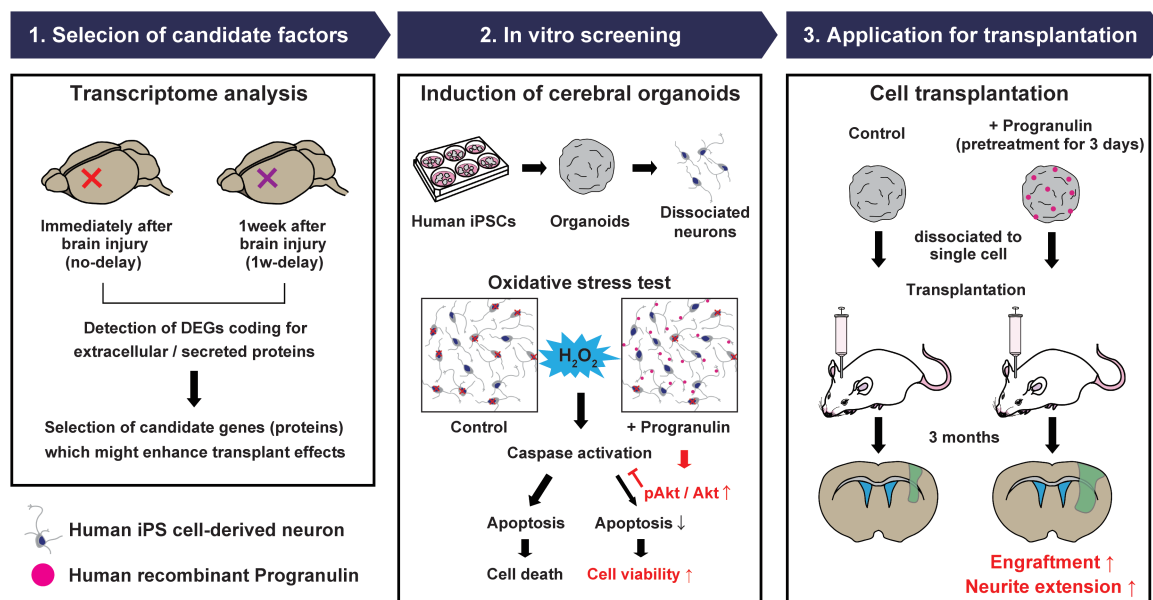 1. Selecion of candidate factors
Transcriptome analysis
Immediately after
brain injury
(no-delay)
1week after
brain injury
(1w-delay)
Detection of DEGs coding for
extracellular / secreted proteins
Selection of candidate genes (proteins)
which might enhance transplant effects
Human iPS cell-derived neuron
Human recombinant Progranulin
2. In vitro screening
Induction of cerebral organoids
Human iPSCs
Organoids
Dissociated
neurons
Oxidative stress test
H₂O₂
Control
+ Progranulin
Caspase activation
pAkt / Akt ↑
Apoptosis
Apoptosis ↓
Cell death
Cell viability ↑
3. Application for transplantation
Cell transplantation
Control
+ Progranulin
(pretreatment for 3 days)
dissociated to
single cell
Transplantation
3 months
Engraftment ↑
Neurite extension ↑